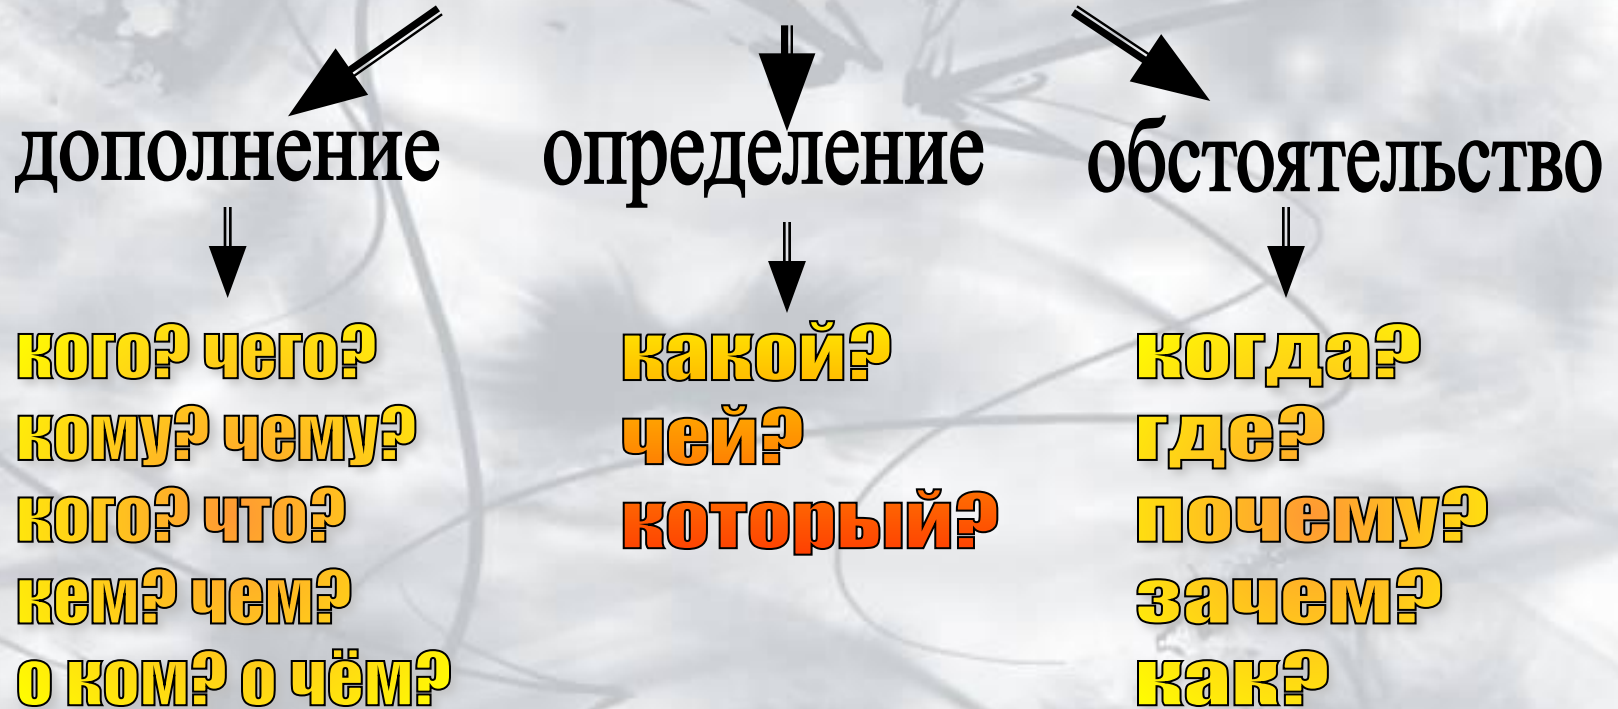 дополнение
определение
обстоятельство
кого? чего?
кому? чему?
кого? что?
кем? чем?
о ком? о чём?
какой?
чей?
который?
когда?
где?
почему?
зачем?
как?